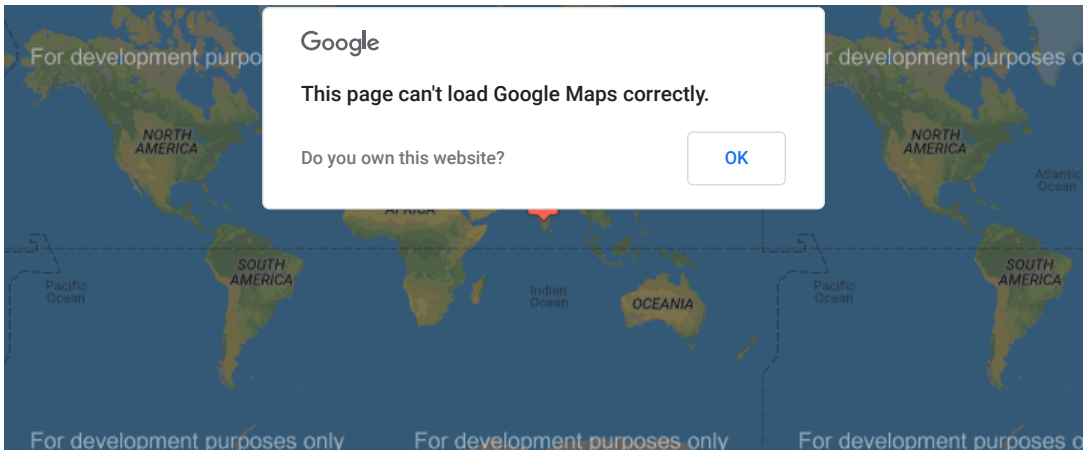 Google
This page can't load Google Maps correctly.
Do you own this website?
OK
For development purpo
r development purposes o
NORTH
AMERICA
NORTH
AMERICA
Atlantic
Ocean
AFRICA
SOUTH
AMERICA
SOUTH
AMERICA
Pacific
Ocean
Indian
Ocean
OCEANIA
Pacific
Ocean
For development purposes only
For development purposes only
For development purposes o